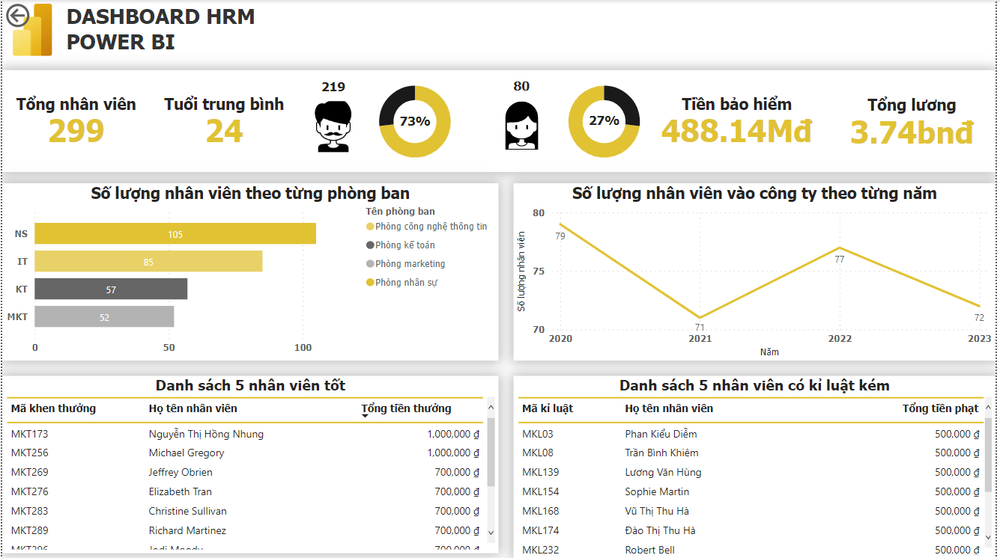 DASHBOARD HRM
POWER BI
Tổng nhân viên
299
Tuổi trung bình
24
219
73%
80
27%
Tiền bảo hiểm
488.14Mđ
Tổng lương
3.74bnđ
Số lượng nhân viên theo từng phòng ban
NS
105
IT
85
KT
57
MKT
52
0 50 100
Tên phòng ban
Phòng công nghệ thông tin
Phòng kế toán
Phòng marketing
Phòng nhân sự
Số lượng nhân viên vào công ty theo từng năm
Số lượng nhân viên
80
75
70
79
71
77
72
2020 2021 2022 2023
Năm
Danh sách 5 nhân viên tốt
Mã khen thưởng Họ tên nhân viên Tổng tiền thưởng
MKT173 Nguyễn Thị Hồng Nhung 1,000,000 ₫
MKT256 Michael Gregory 1,000,000 ₫
MKT269 Jeffrey Obrien 700,000 ₫
MKT276 Elizabeth Tran 700,000 ₫
MKT283 Christine Sullivan 700,000 ₫
MKT289 Richard Martinez 700,000 ₫
MKT296 Jodi Moody 700,000 ₫
Danh sách 5 nhân viên có kỉ luật kém
Mã kỉ luật Họ tên nhân viên Tổng tiền phạt
MKL03 Phan Kiểu Diễm 500,000 ₫
MKL08 Trần Bình Khiêm 500,000 ₫
MKL139 Lương Văn Hùng 500,000 ₫
MKL154 Sophie Martin 500,000 ₫
MKL168 Vũ Thị Thu Hà 500,000 ₫
MKL174 Đào Thị Thu Hà 500,000 ₫
MKL232 Robert Bell 500,000 ₫